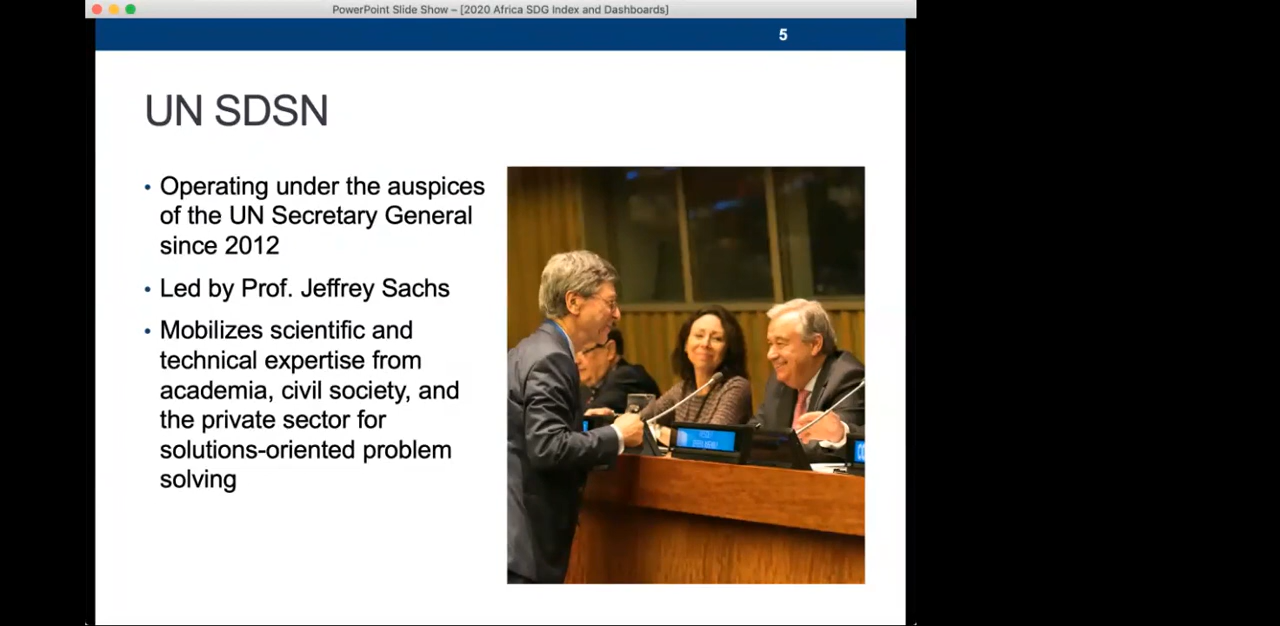 PowerPoint Slide Show – [2020 Africa SDG Index and Dashboards]
5
UN SDSN
• Operating under the auspices
of the UN Secretary General
since 2012
• Led by Prof. Jeffrey Sachs
• Mobilizes scientific and
technical expertise from
academia, civil society, and
the private sector for
solutions-oriented problem
solving